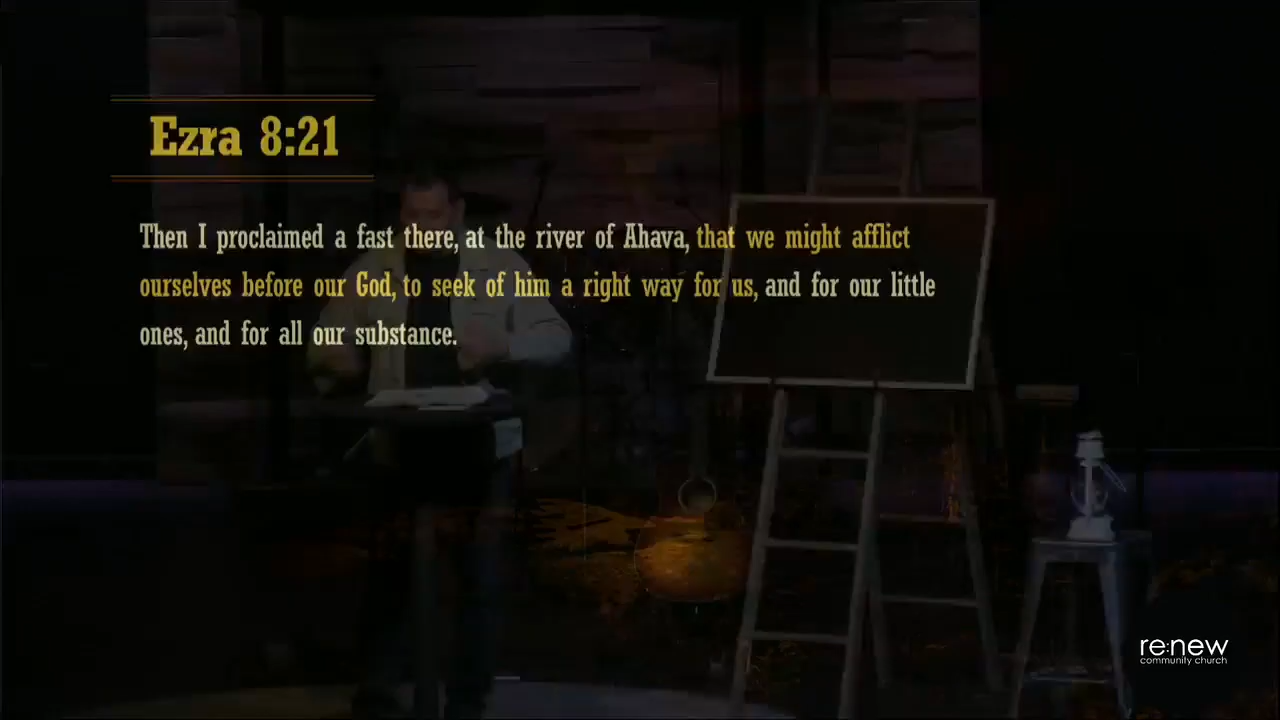 Ezra 8:21
Then I proclaimed a fast there, at the river of Ahava, that we might afflict
ourselves before our God, to seek of him a right way for us, and for our little
ones, and for all our substance.
re:new
community church